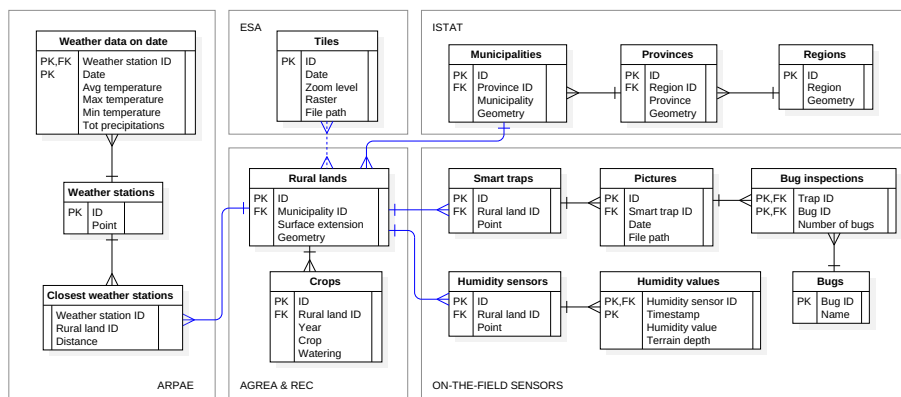 ESA
ISTAT
Weather data on date
PK,FK Weather station ID
PK Date
Avg temperature
Max temperature
Min temperature
Tot precipitations
Tiles
PK ID
Date
Zoom level
Raster
File path
Municipalities
PK ID
FK Province ID
Municipality
Geometry
Provinces
PK ID
FK Region ID
Province
Geometry
Regions
PK ID
Region
Geometry
Weather stations
PK ID
Point
Rural lands
PK ID
FK Municipality ID
Surface extension
Geometry
Smart traps
PK ID
FK Rural land ID
Point
Pictures
PK ID
FK Smart trap ID
Date
File path
Bug inspections
PK,FK Trap ID
PK,FK Bug ID
Number of bugs
Closest weather stations
Weather station ID
Rural land ID
Distance
Crops
PK ID
FK Rural land ID
Year
Crop
Watering
Humidity sensors
PK ID
FK Rural land ID
Point
Humidity values
PK,FK Humidity sensor ID
PK Timestamp
Humidity value
Terrain depth
Bugs
PK Bug ID
Name
ARPAE
AGREA & REC
ON-THE-FIELD SENSORS